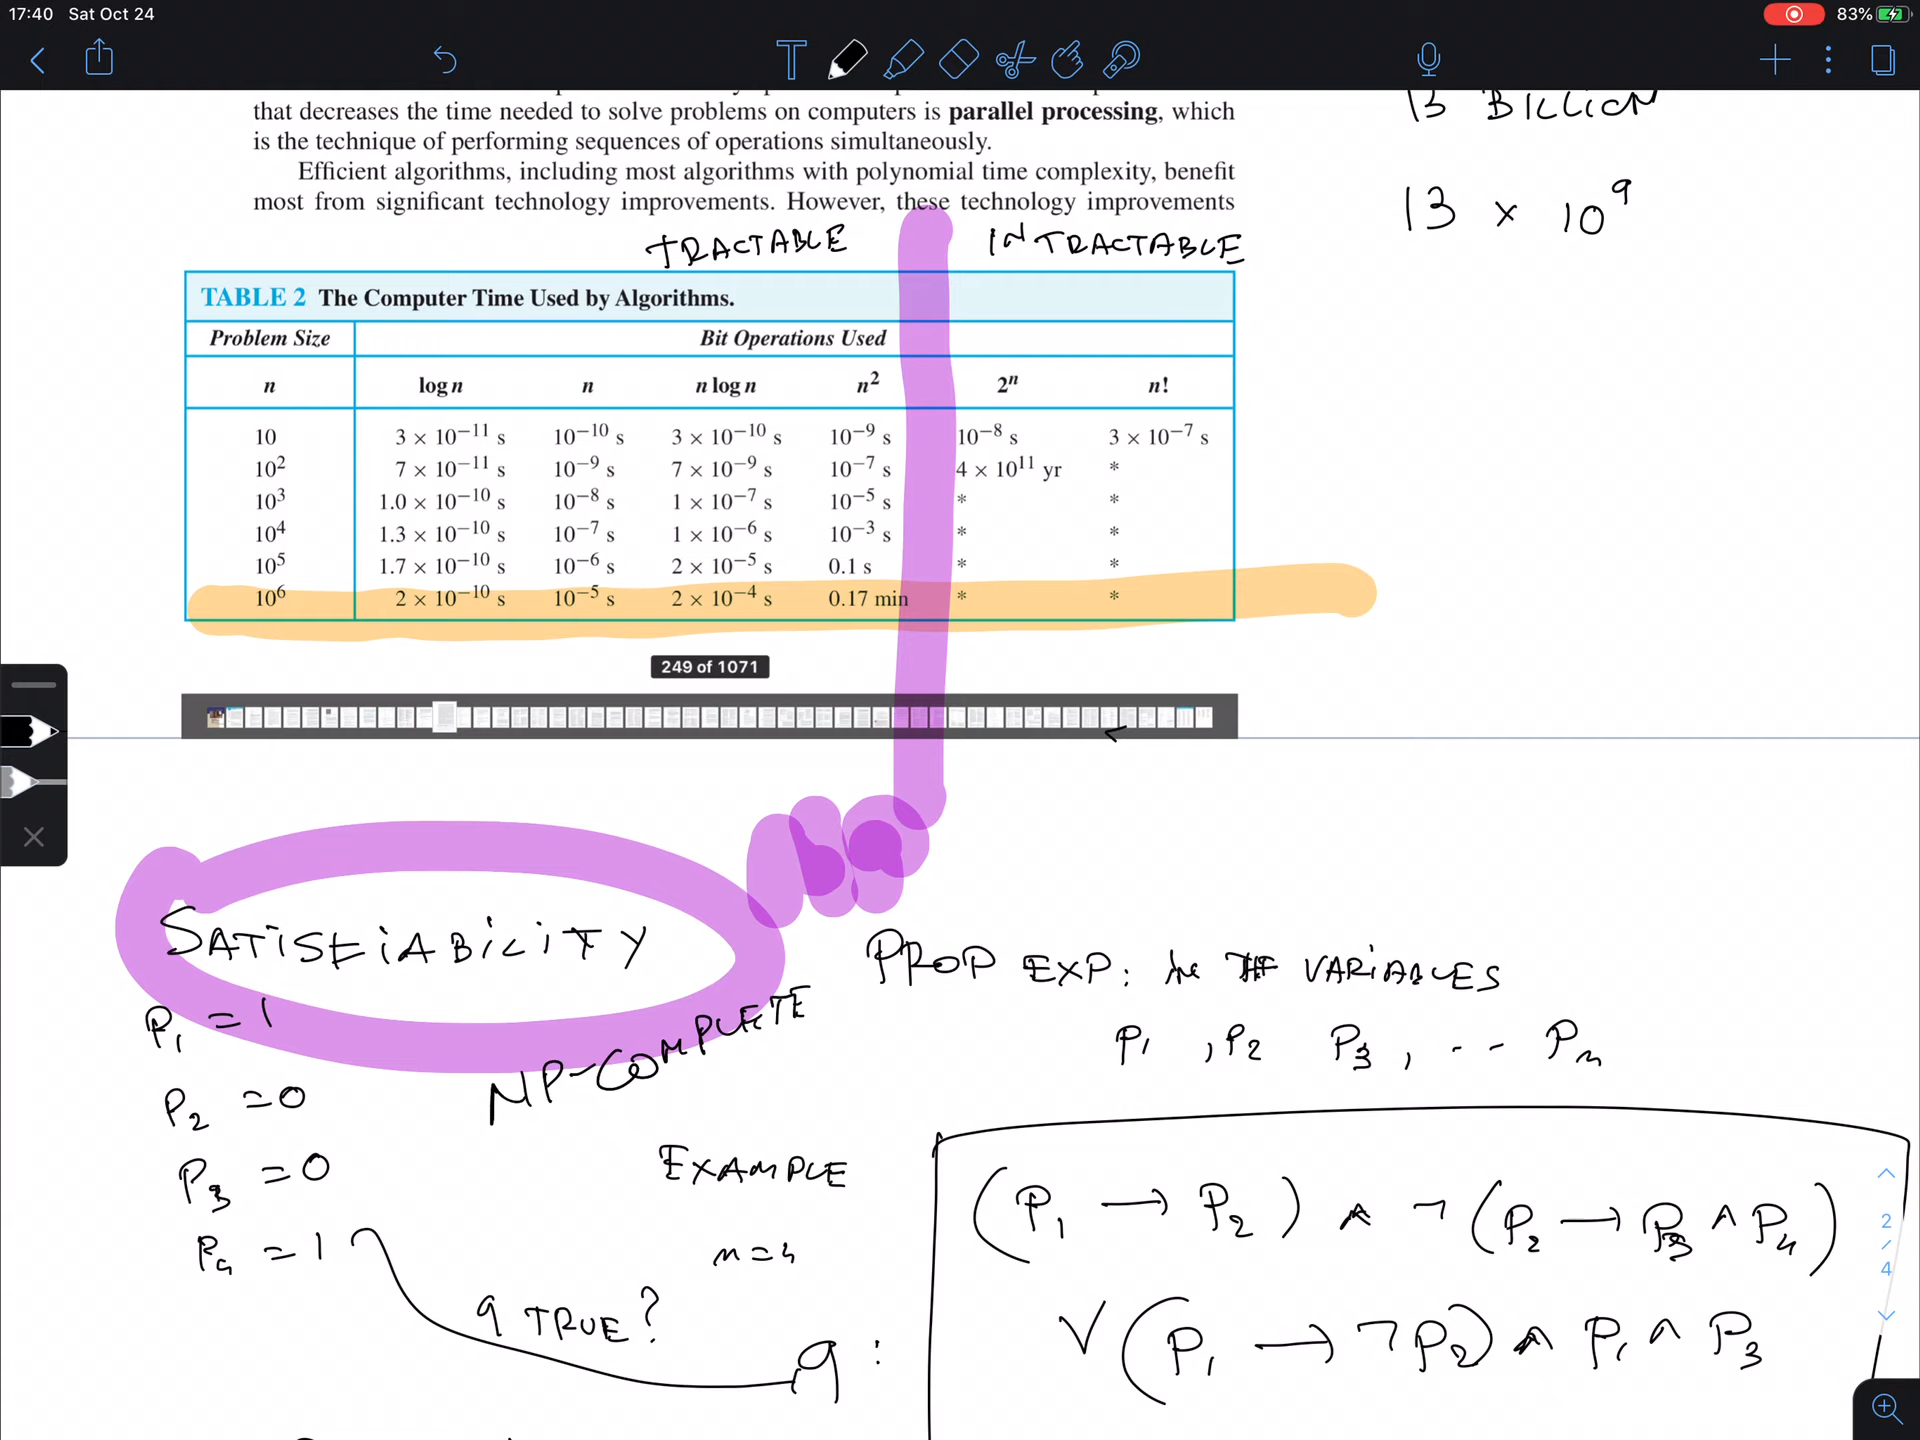 17:40 Sat Oct 24 83%
that decreases the time needed to solve problems on computers is parallel processing, which
is the technique of performing sequences of operations simultaneously.
Efficient algorithms, including most algorithms with polynomial time complexity, benefit
most from significant technology improvements. However, these technology improvements
13 BILLION
13 × 10⁹
TRACTABLE INTRACTABLE
TABLE 2 The Computer Time Used by Algorithms.
Problem Size Bit Operations Used
n log n n n log n n² 2ⁿ n!
10 3 × 10⁻¹¹ s 10⁻¹⁰ s 3 × 10⁻¹⁰ s 10⁻⁹ s 10⁻⁸ s 3 × 10⁻⁷ s
10² 7 × 10⁻¹¹ s 10⁻⁹ s 7 × 10⁻⁹ s 10⁻⁷ s 4 × 10¹¹ yr *
10³ 1.0 × 10⁻¹⁰ s 10⁻⁸ s 1 × 10⁻⁷ s 10⁻⁵ s * *
10⁴ 1.3 × 10⁻¹⁰ s 10⁻⁷ s 1 × 10⁻⁶ s 10⁻³ s * *
10⁵ 1.7 × 10⁻¹⁰ s 10⁻⁶ s 2 × 10⁻⁵ s 0.1 s * *
10⁶ 2 × 10⁻¹⁰ s 10⁻⁵ s 2 × 10⁻⁴ s 0.17 min * *
249 of 1071
SATISFIABILITY
NP-COMPLETE
PROP EXP: VARIABLES
P₁ , P₂ P₃ , -- Pₙ
P₁ = 1
P₂ = 0
P₃ = 0
P₄ = 1
EXAMPLE
n = 4
q TRUE?
q :
(P₁ → P₂) ∧ ¬(P₂ → P₃ ∧ P₄)
∨ (P₁ → ¬P₂) ∧ P₁ ∧ P₃
2 / 4